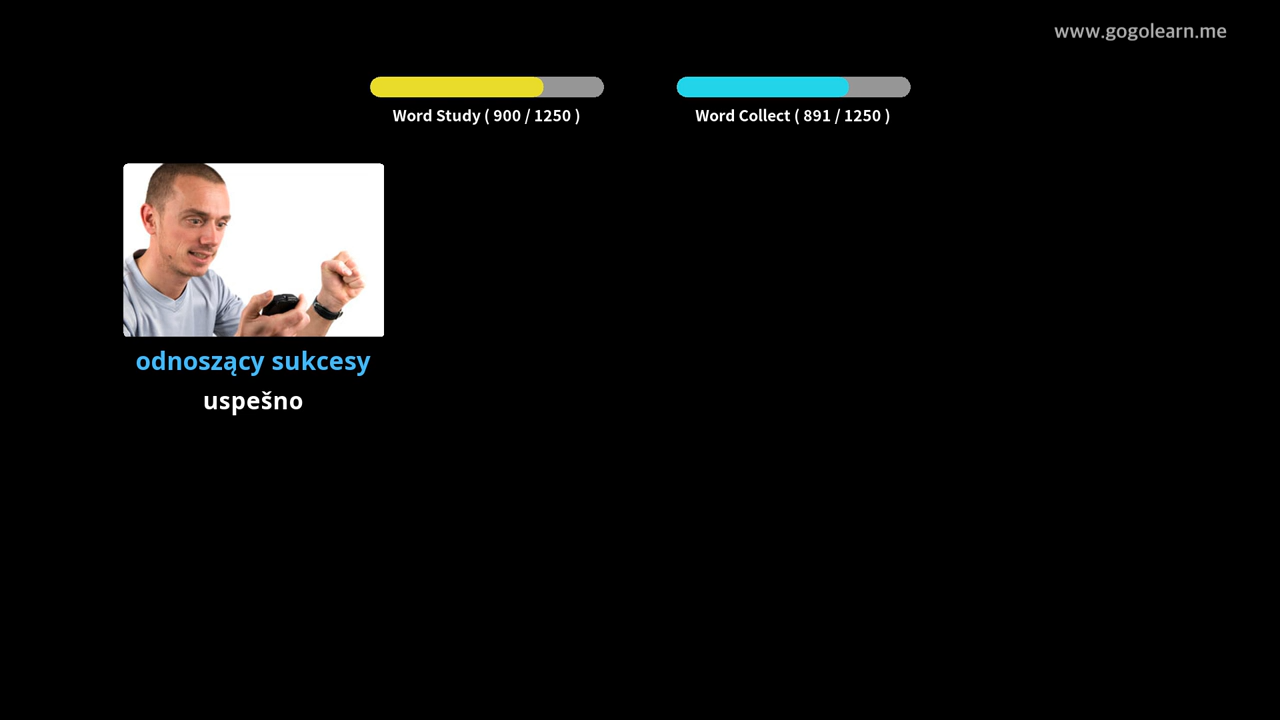 www.gogolearn.me
Word Study ( 900 / 1250 )
Word Collect ( 891 / 1250 )
odnoszący sukcesy
uspešno